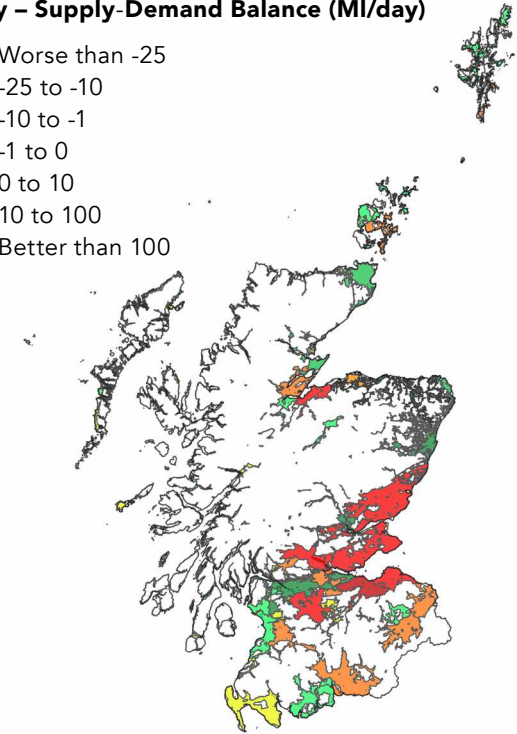 – Supply-Demand Balance (Ml/day)
Worse than -25
-25 to -10
-10 to -1
-1 to 0
0 to 10
10 to 100
Better than 100